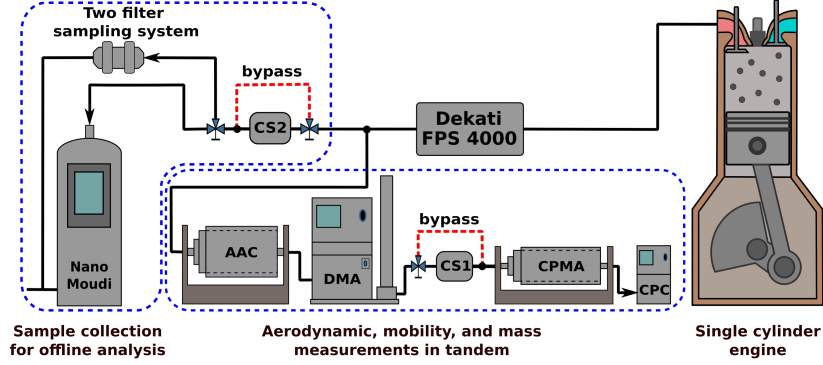 Two filter
sampling system
bypass
CS2
Dekati
FPS 4000
Nano
Moudi
AAC
DMA
bypass
CS1
CPMA
CPC
Sample collection
for offline analysis
Aerodynamic, mobility, and mass
measurements in tandem
Single cylinder
engine